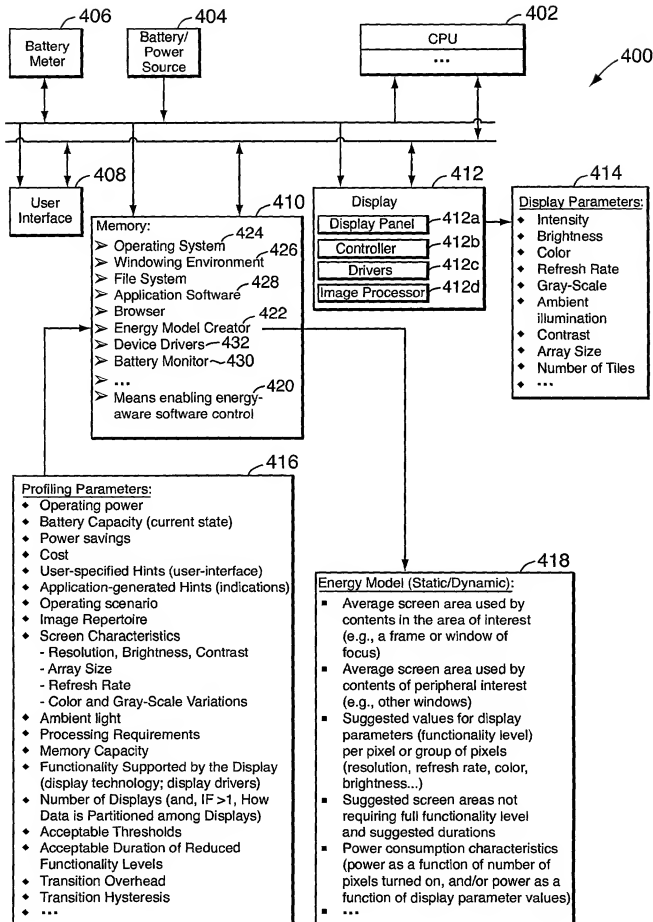 406
Battery
Meter
404
Battery/
Power
Source
402
CPU
...
400
408
User
Interface
410
Memory:
➢ Operating System 424
➢ Windowing Environment 426
➢ File System
➢ Application Software 428
➢ Browser
➢ Energy Model Creator 422
➢ Device Drivers 432
➢ Battery Monitor 430
➢ ...
➢ Means enabling energy-
aware software control
420
412
Display
Display Panel 412a
Controller 412b
Drivers 412c
Image Processor 412d
414
Display Parameters:
◆ Intensity
◆ Brightness
◆ Color
◆ Refresh Rate
◆ Gray-Scale
◆ Ambient
illumination
◆ Contrast
◆ Array Size
◆ Number of Tiles
◆ ...
416
Profiling Parameters:
◆ Operating power
◆ Battery Capacity (current state)
◆ Power savings
◆ Cost
◆ User-specified Hints (user-interface)
◆ Application-generated Hints (indications)
◆ Operating scenario
◆ Image Repertoire
◆ Screen Characteristics
- Resolution, Brightness, Contrast
- Array Size
- Refresh Rate
- Color and Gray-Scale Variations
◆ Ambient light
◆ Processing Requirements
◆ Memory Capacity
◆ Functionality Supported by the Display
(display technology; display drivers)
◆ Number of Displays (and, IF >1, How
Data is Partitioned among Displays)
◆ Acceptable Thresholds
◆ Acceptable Duration of Reduced
Functionality Levels
◆ Transition Overhead
◆ Transition Hysteresis
◆ ...
418
Energy Model (Static/Dynamic):
■ Average screen area used by
contents in the area of interest
(e.g., a frame or window of
focus)
■ Average screen area used by
contents of peripheral interest
(e.g., other windows)
■ Suggested values for display
parameters (functionality level)
per pixel or group of pixels
(resolution, refresh rate, color,
brightness...)
■ Suggested screen areas not
requiring full functionality level
and suggested durations
■ Power consumption characteristics
(power as a function of number of
pixels turned on, and/or power as a
function of display parameter values)
■ ...